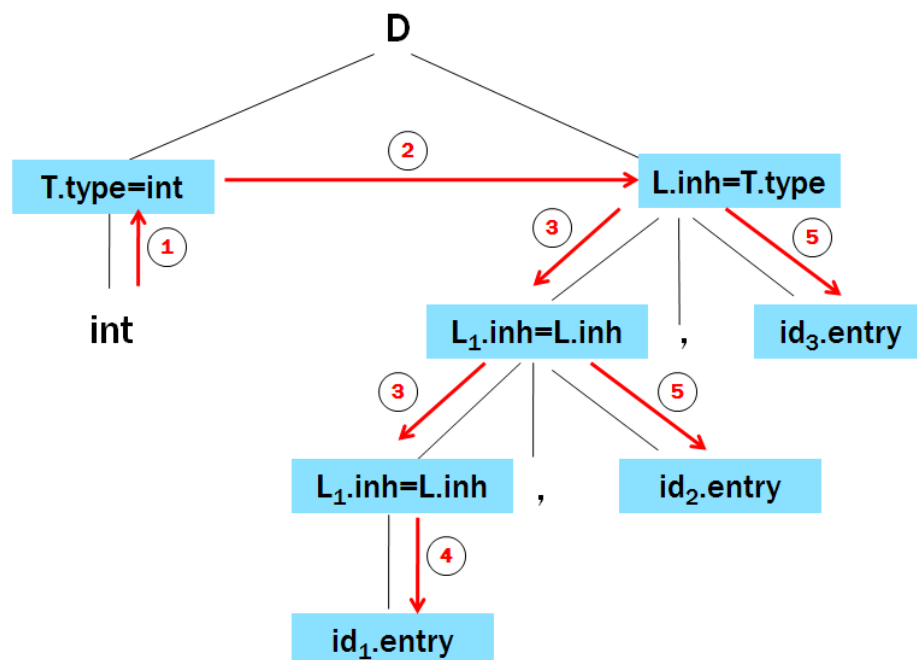 D
2
T.type=int
L.inh=T.type
1
3
5
int
L₁.inh=L.inh
,
id₃.entry
3
5
L₁.inh=L.inh
,
id₂.entry
4
id₁.entry